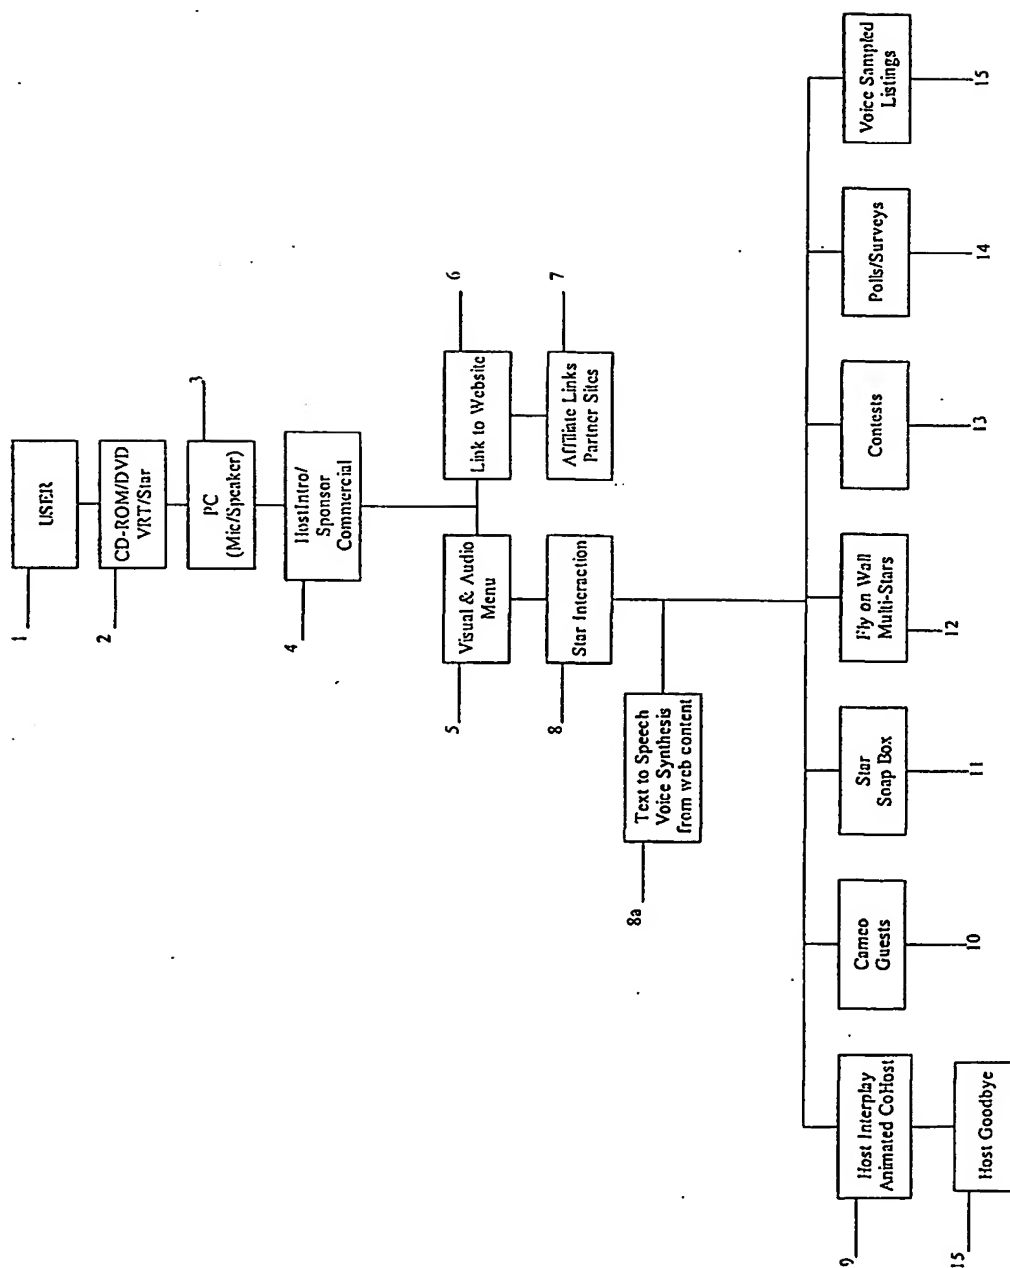 1
USER
2
CD-ROM/DVD
VRT/Star
3
PC
(Mic/Speaker)
4
HostIntro/
Sponsor
Commercial
5
Visual & Audio
Menu
6
Link to Website
7
Affiliate Links
Partner Sites
8
Star Interaction
8a
Text to Speech
Voice Synthesis
from web content
9
Host Interplay
Animated CoHost
15
Host Goodbye
Cameo
Guests
10
Star
Soap Box
11
Fly on Wall
Multi-Stars
12
Contests
13
Polls/Surveys
14
Voice Sampled
Listings
15